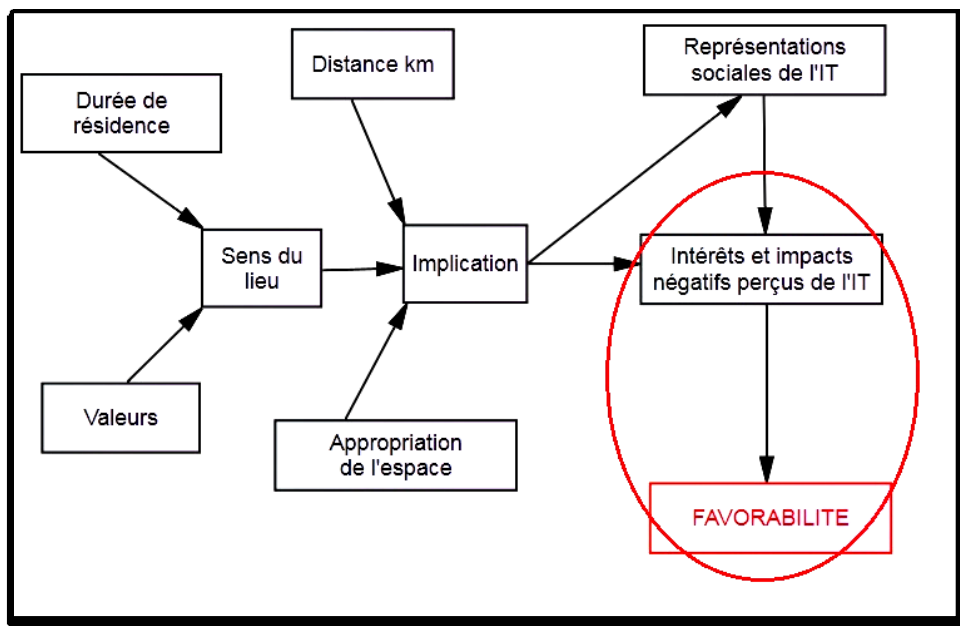 Représentations
sociales de l'IT
Distance km
Durée de
résidence
Sens du
lieu
Implication
Intérêts et impacts
négatifs perçus de l'IT
Valeurs
Appropriation
de l'espace
FAVORABILITE